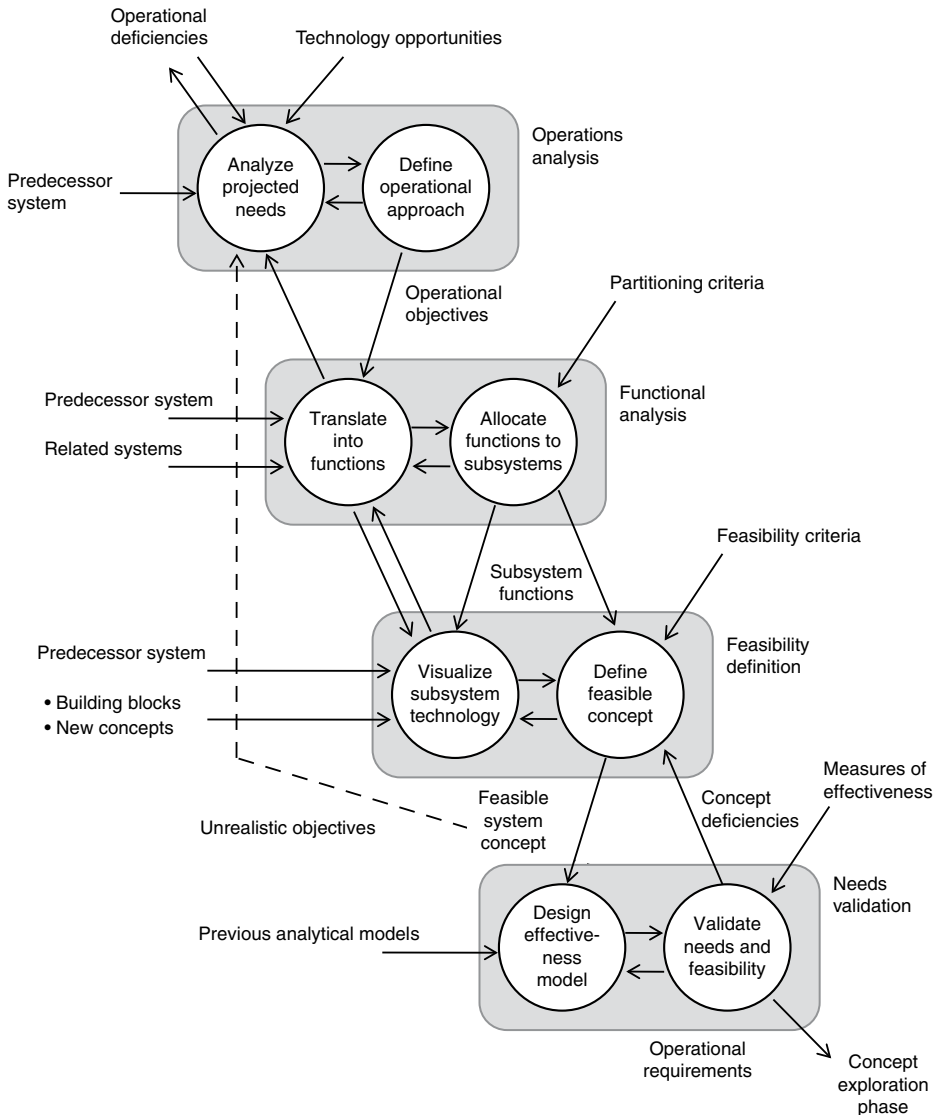 Operational
deficiencies
Technology opportunities
Operations
analysis
Analyze
projected
needs
Define
operational
approach
Predecessor
system
Operational
objectives
Partitioning criteria
Functional
analysis
Predecessor system
Related systems
Translate
into
functions
Allocate
functions to
subsystems
Subsystem
functions
Feasibility criteria
Feasibility
definition
Predecessor system
• Building blocks
• New concepts
Visualize
subsystem
technology
Define
feasible
concept
Unrealistic objectives
Feasible
system
concept
Concept
deficiencies
Measures of
effectiveness
Needs
validation
Previous analytical models
Design
effective-
ness
model
Validate
needs and
feasibility
Operational
requirements
Concept
exploration
phase